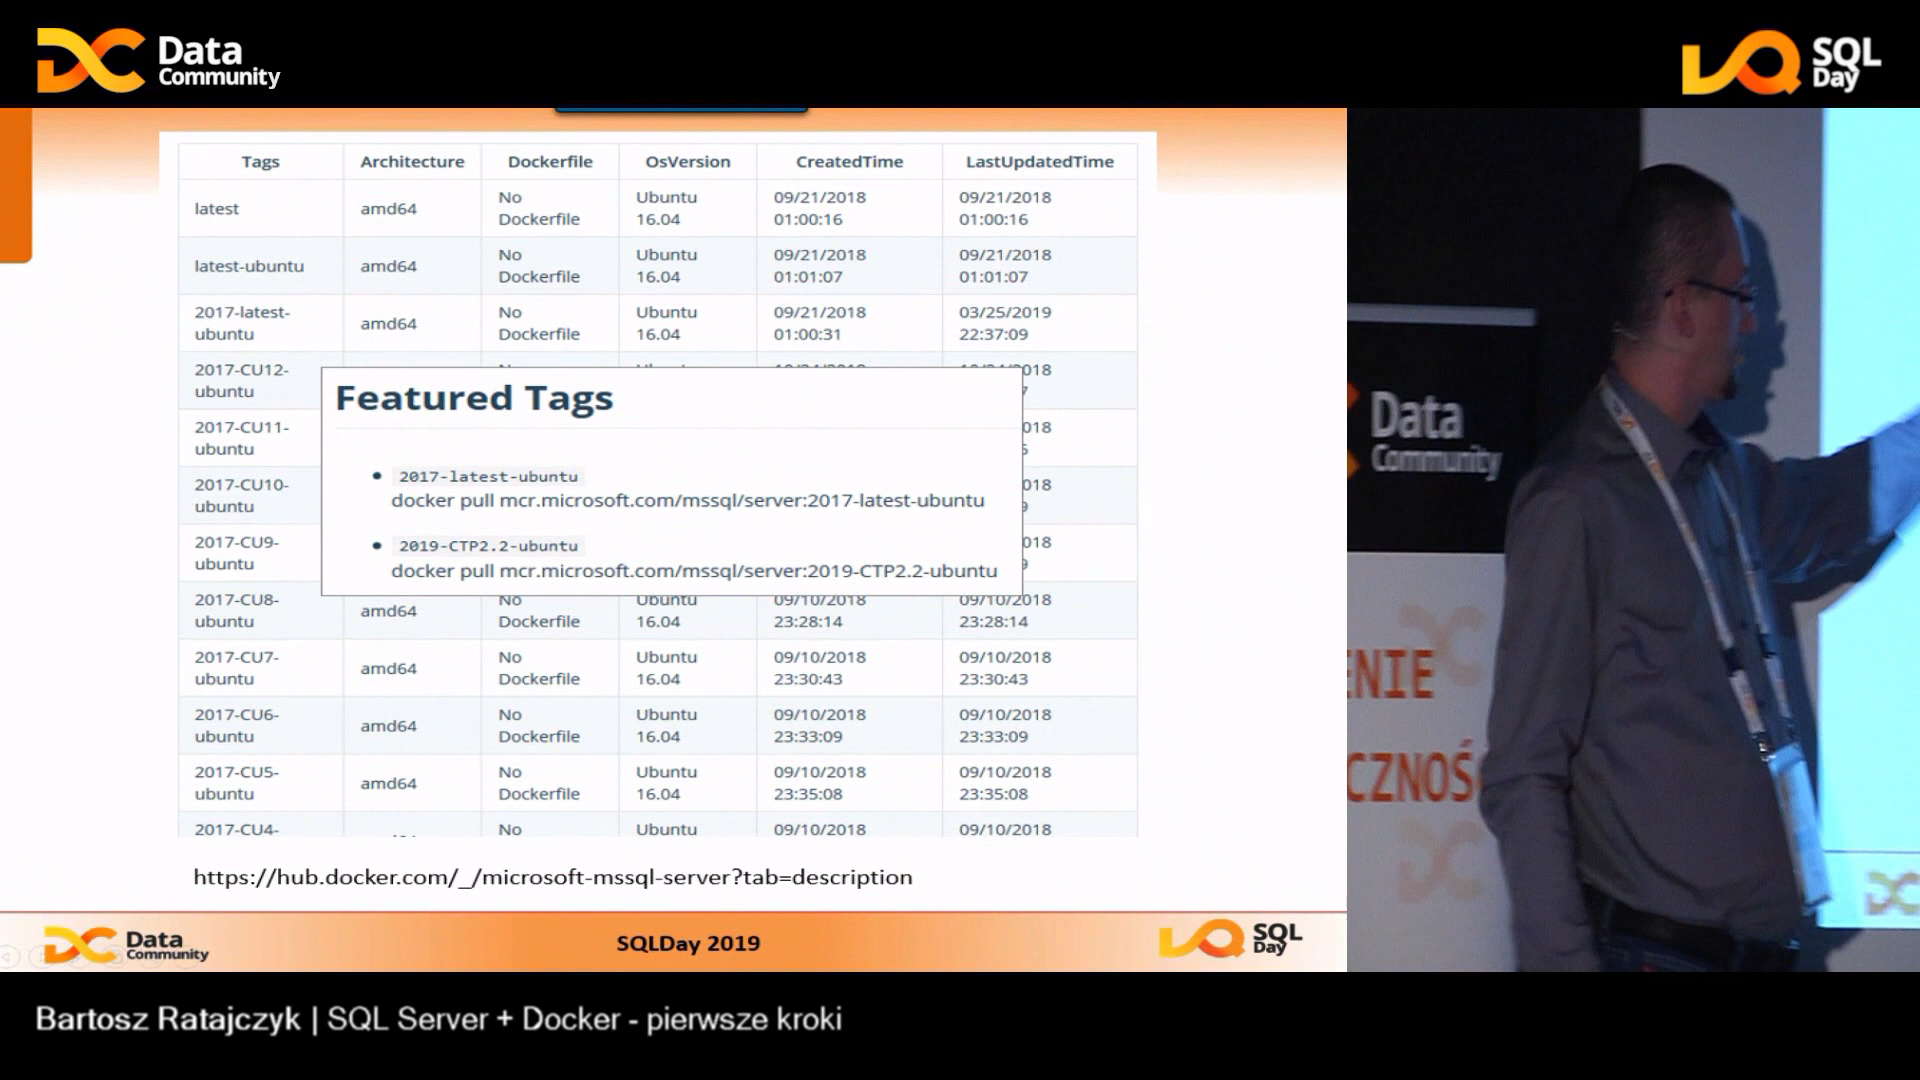 Data
Community
SQL
Day
Tags Architecture Dockerfile OsVersion CreatedTime LastUpdatedTime
latest amd64 No Dockerfile Ubuntu 16.04 09/21/2018 01:00:16 09/21/2018 01:00:16
latest-ubuntu amd64 No Dockerfile Ubuntu 16.04 09/21/2018 01:01:07 09/21/2018 01:01:07
2017-latest-ubuntu amd64 No Dockerfile Ubuntu 16.04 09/21/2018 01:00:31 03/25/2019 22:37:09
2017-CU12-ubuntu
2017-CU11-ubuntu
2017-CU10-ubuntu
2017-CU9-ubuntu
Featured Tags
2017-latest-ubuntu
docker pull mcr.microsoft.com/mssql/server:2017-latest-ubuntu
2019-CTP2.2-ubuntu
docker pull mcr.microsoft.com/mssql/server:2019-CTP2.2-ubuntu
2017-CU8-ubuntu amd64 No Dockerfile Ubuntu 16.04 09/10/2018 23:28:14 09/10/2018 23:28:14
2017-CU7-ubuntu amd64 No Dockerfile Ubuntu 16.04 09/10/2018 23:30:43 09/10/2018 23:30:43
2017-CU6-ubuntu amd64 No Dockerfile Ubuntu 16.04 09/10/2018 23:33:09 09/10/2018 23:33:09
2017-CU5-ubuntu amd64 No Dockerfile Ubuntu 16.04 09/10/2018 23:35:08 09/10/2018 23:35:08
2017-CU4- No Ubuntu 09/10/2018 09/10/2018
https://hub.docker.com/_/microsoft-mssql-server?tab=description
Data
Community
SQLDay 2019
SQL
Day
Data
Community
ENIE
CZNOŚ
Bartosz Ratajczyk | SQL Server + Docker - pierwsze kroki